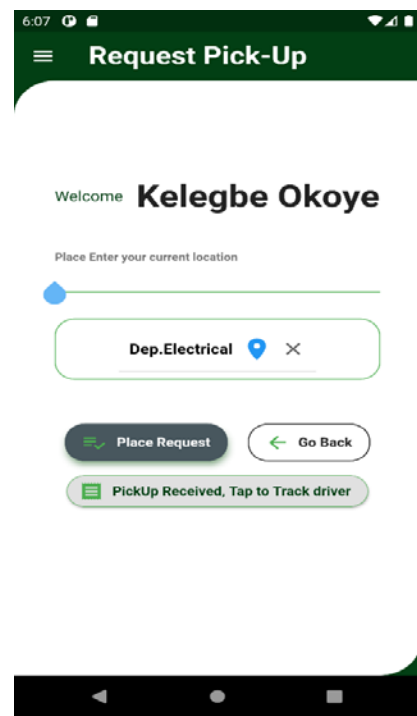 6:07
Request Pick-Up
Welcome Kelegbe Okoye
Place Enter your current location
Dep.Electrical
Place Request
Go Back
PickUp Received, Tap to Track driver